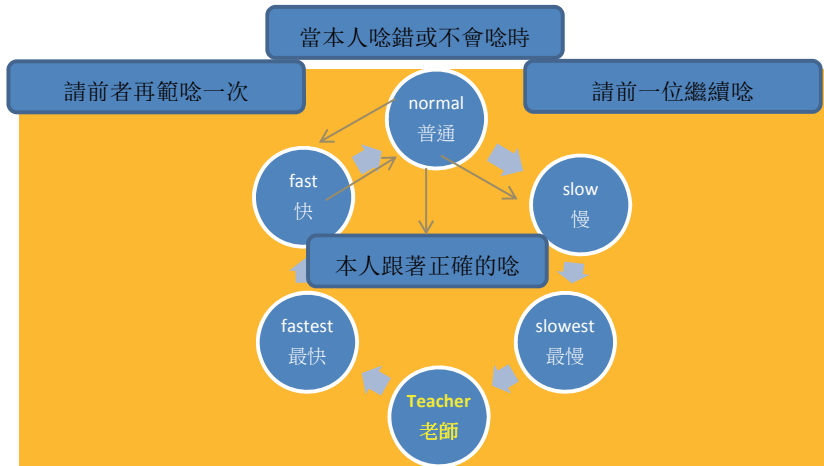 當本人唸錯或不會唸時
請前者再範唸一次
請前一位繼續唸
normal
普通
fast
快
slow
慢
本人跟著正確的唸
fastest
最快
slowest
最慢
Teacher
老師